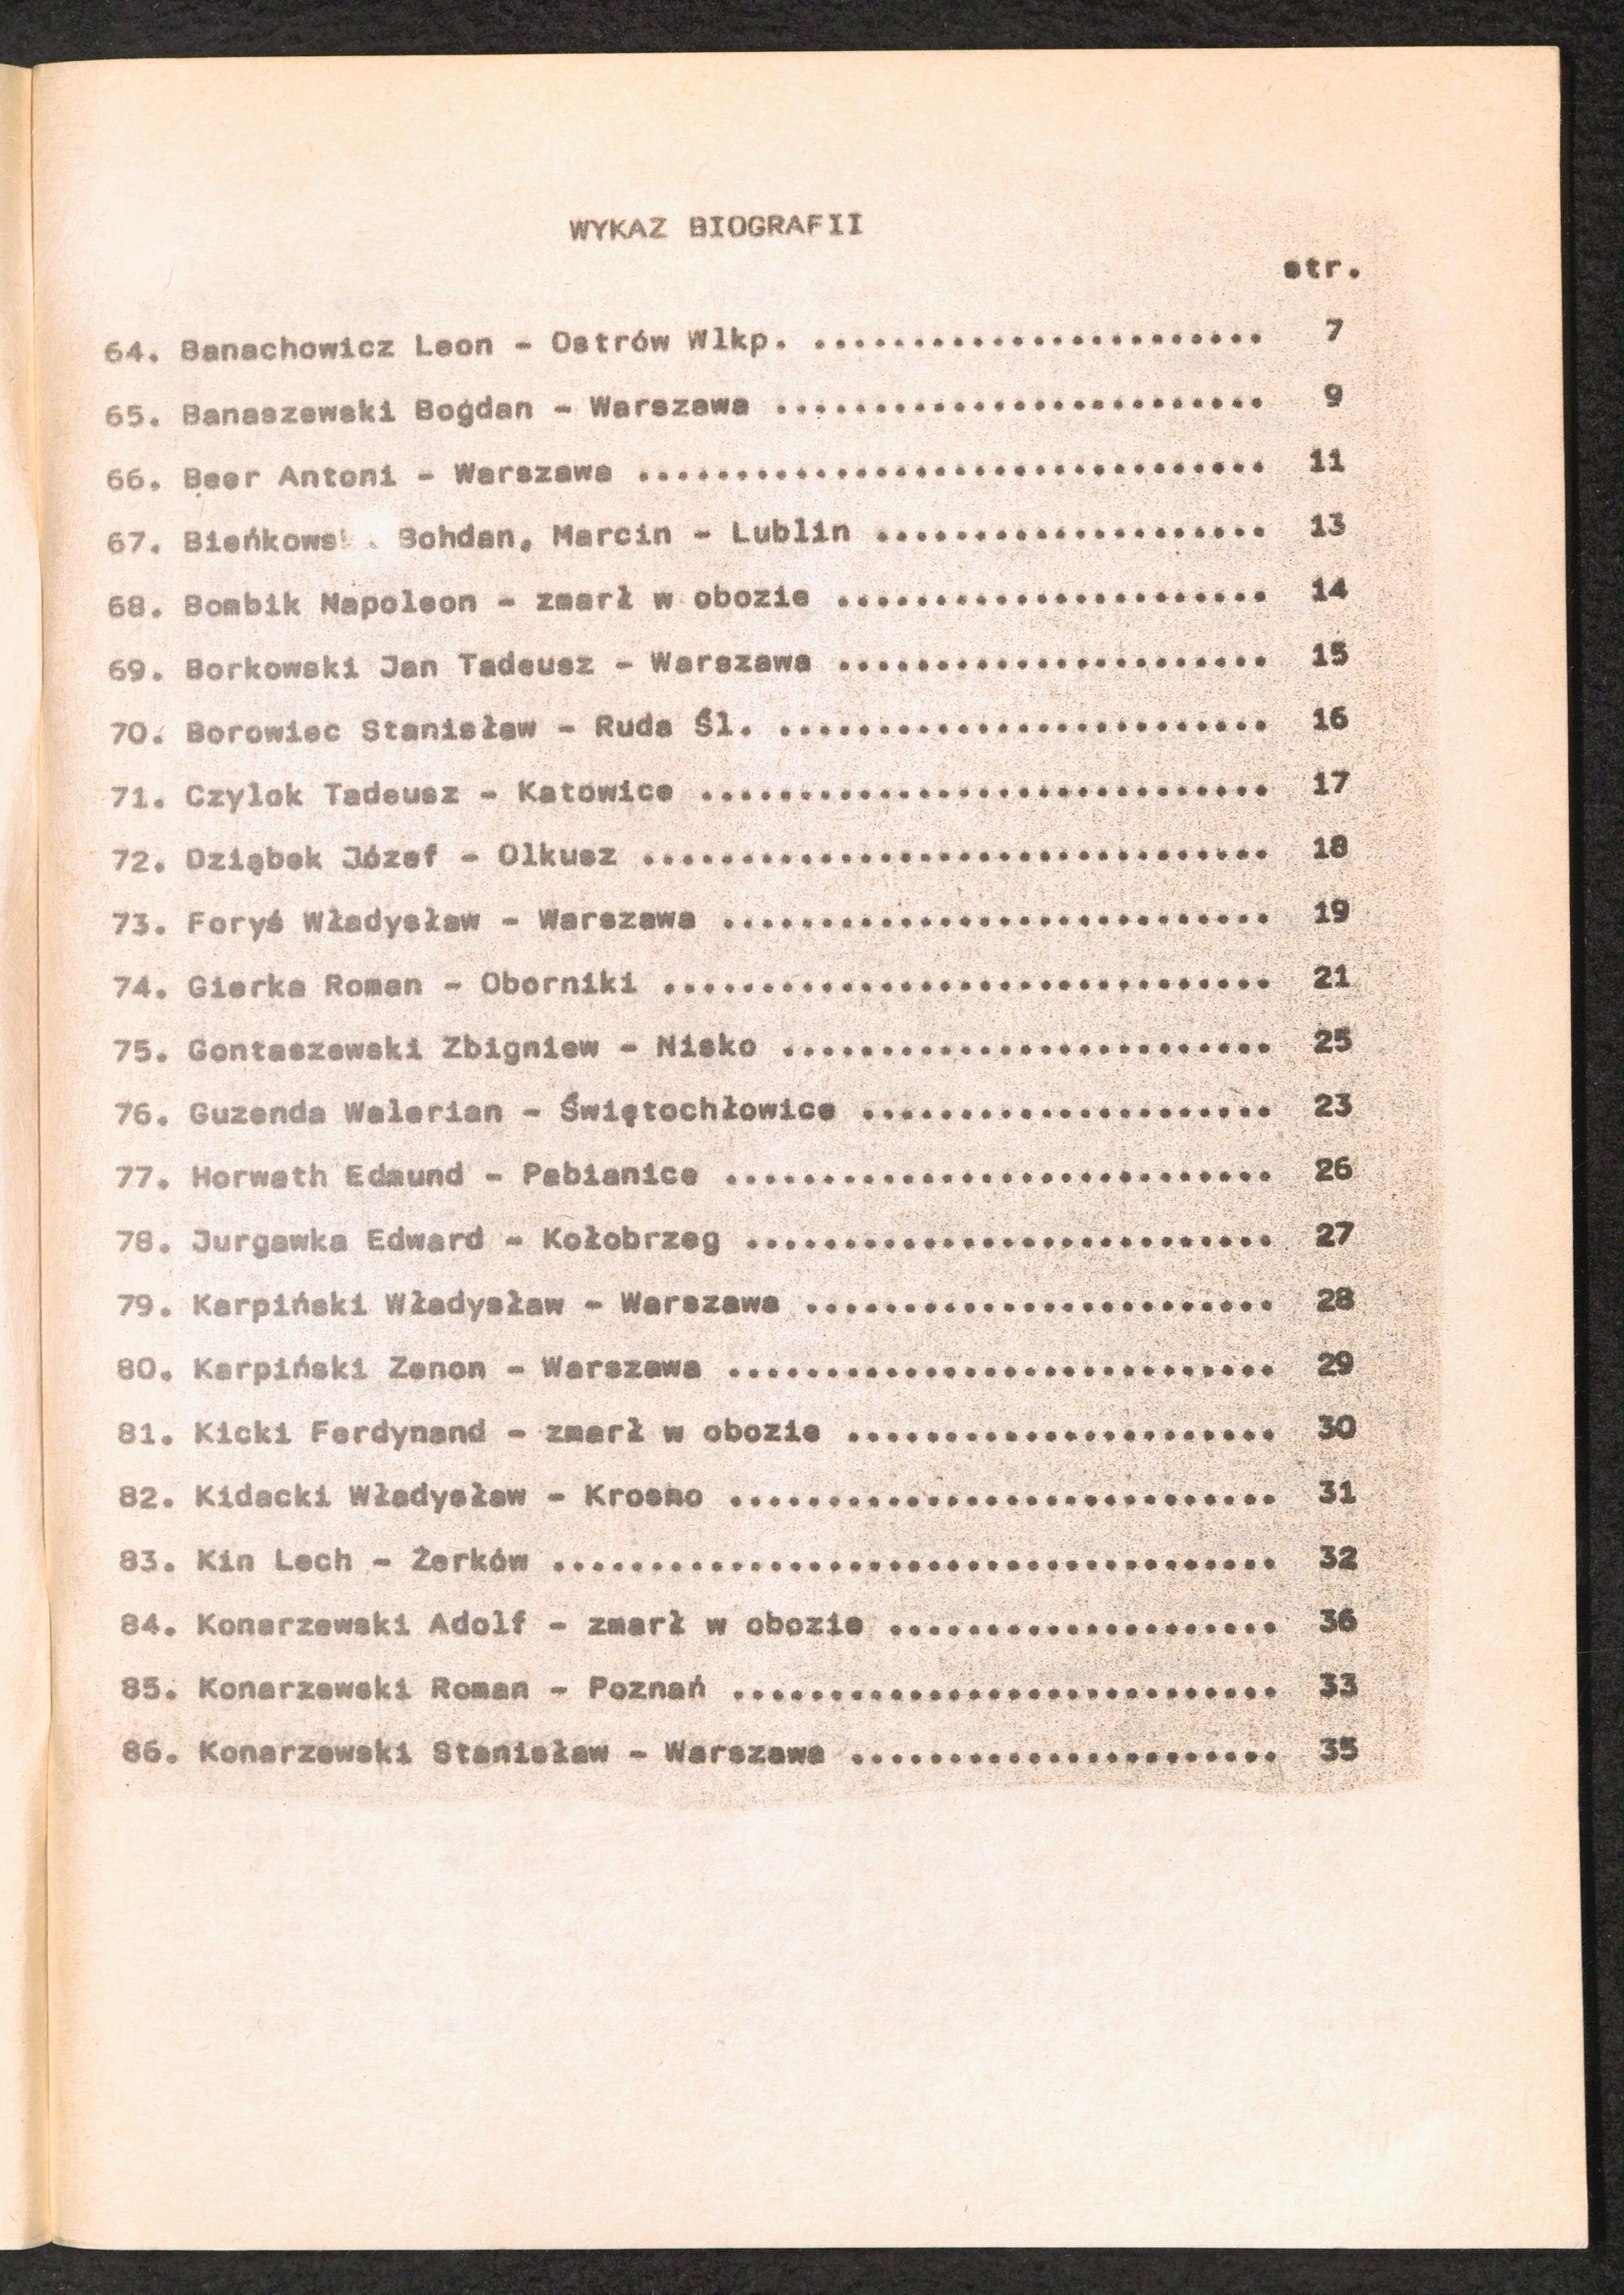 WYKAZ BIOGRAFII
str.
64. Banachowicz Leon - Ostrów Wlkp. ....................... 7
65. Banaszewski Bogdan - Warszawa ......................... 9
66. Beer Antoni - Warszawa ................................ 11
67. Bohdan, Marcin - Lublin .................... 13
68. Bombik Napoleon - zmarł w obozie ...................... 14
69. Borkowski Jan Tadeusz - Warszawa ...................... 15
70. Borowiec Stanisław - Ruda Śl. ......................... 16
71. Czylok Tadeusz - Katowice ............................. 17
72. Dziąbek Józef - Olkusz ................................ 18
73. Foryś Władysław - Warszawa ............................ 19
74. Gierka Roman - Oborniki ............................... 21
75. Gontaszewski Zbigniew - Nisko ......................... 25
76. Guzenda Walerian - Świętochłowice ..................... 23
77. Horwath Edmund - Pabianice ............................ 26
78. Jurgawka Edward - Kołobrzeg ........................... 27
79. Karpiński Władysław - Warszawa ........................ 28
80. Karpiński Zenon - Warszawa ............................ 29
81. Kicki Ferdynand - zmarł w obozie ...................... 30
82. Kidacki Władysław - Krosno ............................ 31
83. Kin Lech - Żerków ..................................... 32
84. Konarzewski Adolf - zmarł w obozie .................... 36
85. Konarzewski Roman - Poznań ............................ 33
86. Konarzewski Stanisław - Warszawa ...................... 35